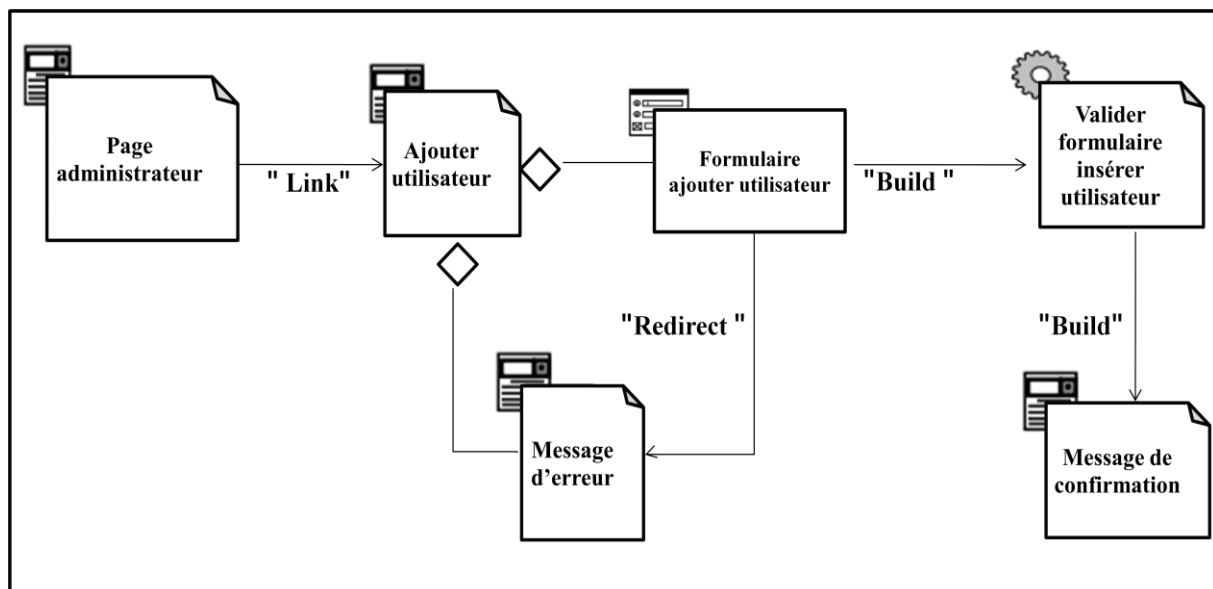 Page
administrateur
" Link"
Ajouter
utilisateur
Formulaire
ajouter utilisateur
"Build "
Valider
formulaire
insérer
utilisateur
"Redirect "
"Build"
Message
d’erreur
Message de
confirmation